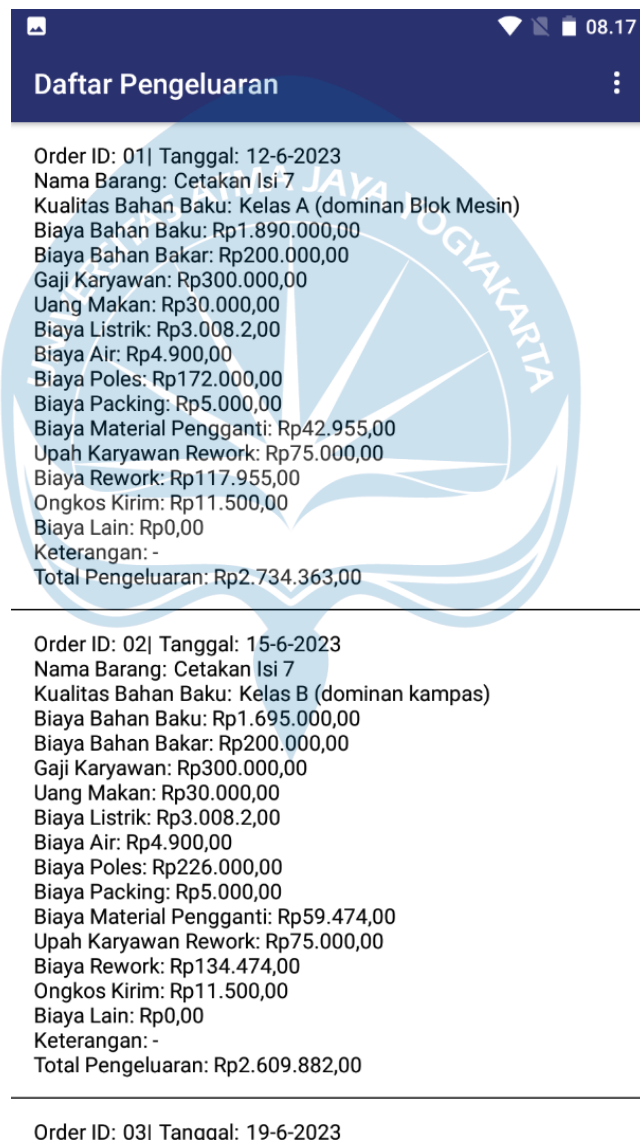 08.17
Daftar Pengeluaran
Order ID: 01| Tanggal: 12-6-2023
Nama Barang: Cetakan Isi 7
Kualitas Bahan Baku: Kelas A (dominan Blok Mesin)
Biaya Bahan Baku: Rp1.890.000,00
Biaya Bahan Bakar: Rp200.000,00
Gaji Karyawan: Rp300.000,00
Uang Makan: Rp30.000,00
Biaya Listrik: Rp3.008.2,00
Biaya Air: Rp4.900,00
Biaya Poles: Rp172.000,00
Biaya Packing: Rp5.000,00
Biaya Material Pengganti: Rp42.955,00
Upah Karyawan Rework: Rp75.000,00
Biaya Rework: Rp117.955,00
Ongkos Kirim: Rp11.500,00
Biaya Lain: Rp0,00
Keterangan: -
Total Pengeluaran: Rp2.734.363,00
Order ID: 02| Tanggal: 15-6-2023
Nama Barang: Cetakan Isi 7
Kualitas Bahan Baku: Kelas B (dominan kampas)
Biaya Bahan Baku: Rp1.695.000,00
Biaya Bahan Bakar: Rp200.000,00
Gaji Karyawan: Rp300.000,00
Uang Makan: Rp30.000,00
Biaya Listrik: Rp3.008.2,00
Biaya Air: Rp4.900,00
Biaya Poles: Rp226.000,00
Biaya Packing: Rp5.000,00
Biaya Material Pengganti: Rp59.474,00
Upah Karyawan Rework: Rp75.000,00
Biaya Rework: Rp134.474,00
Ongkos Kirim: Rp11.500,00
Biaya Lain: Rp0,00
Keterangan: -
Total Pengeluaran: Rp2.609.882,00
Order ID: 03| Tanggal: 19-6-2023
UNIVERSITAS ATMA JAYA YOGYAKARTA